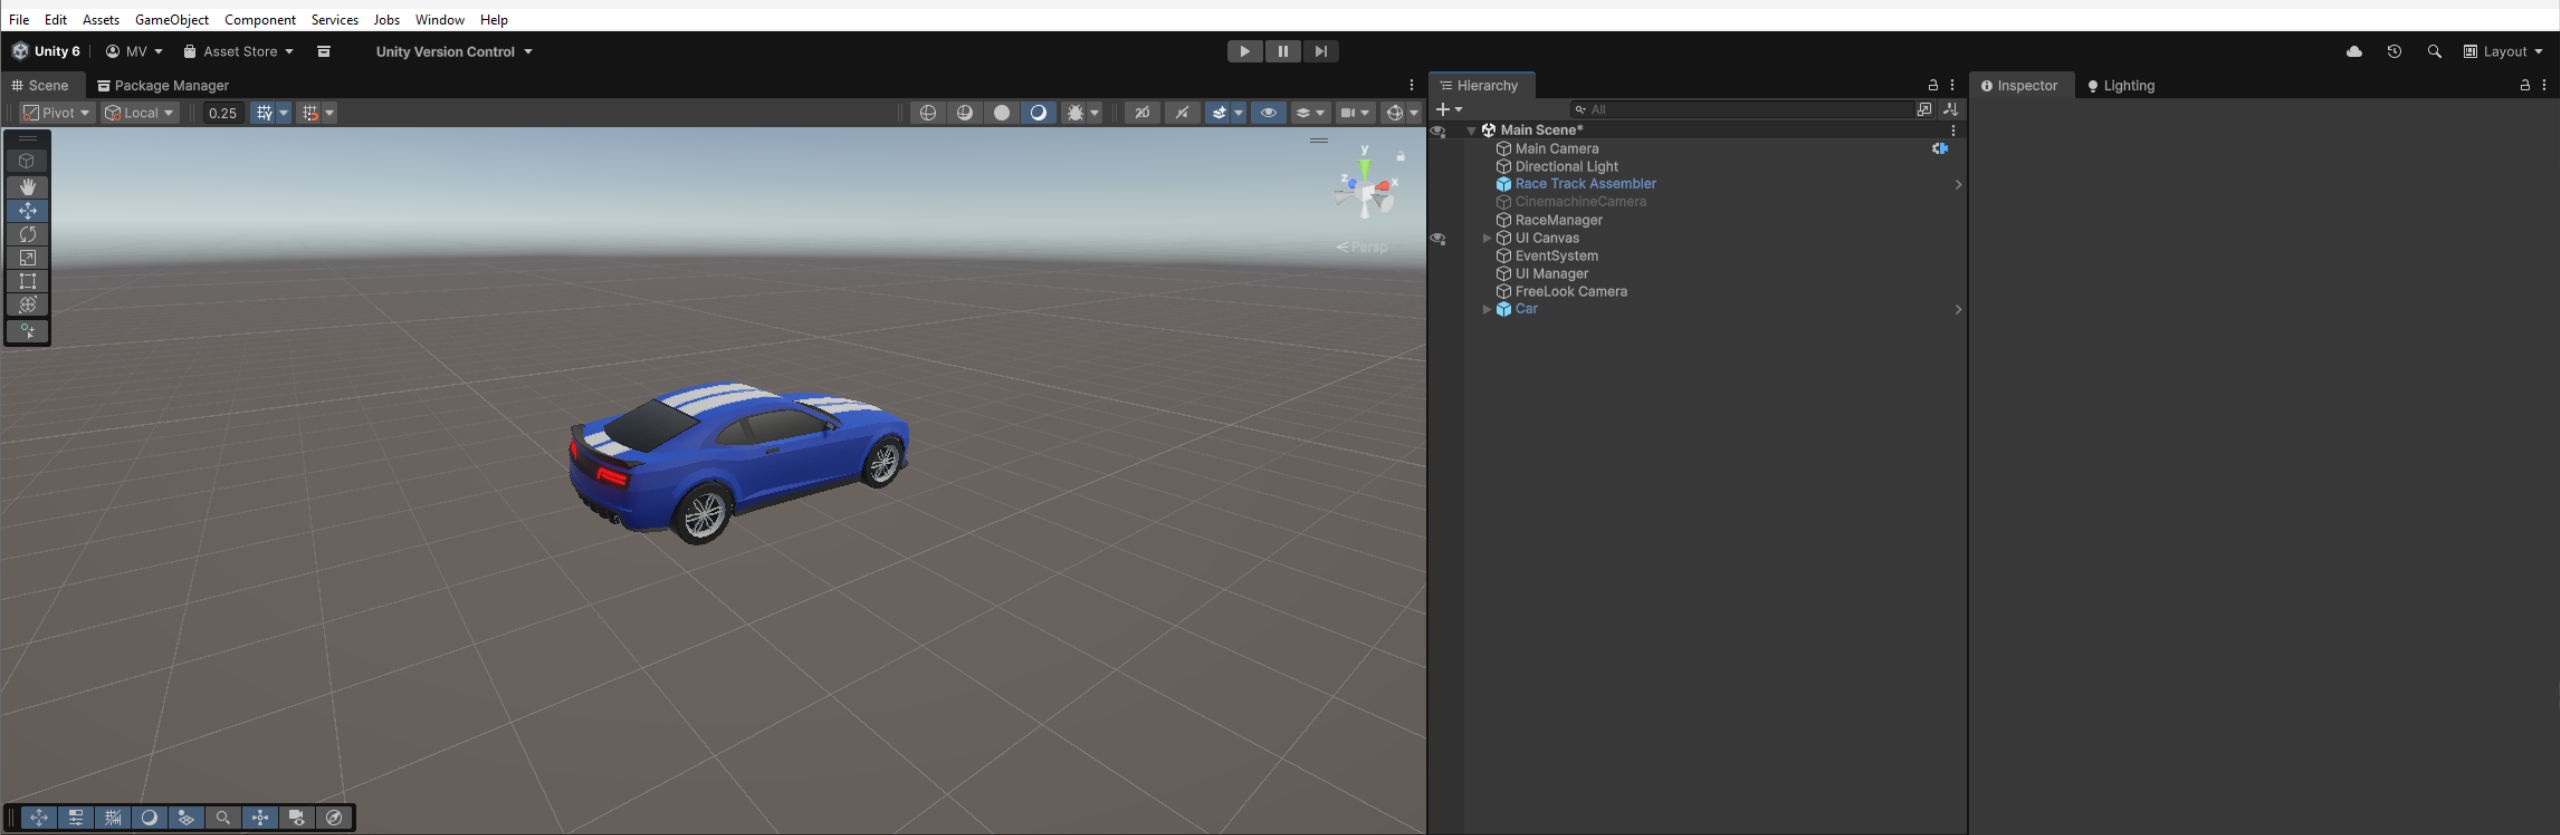 File Edit Assets GameObject Component Services Jobs Window Help
Unity 6 MV Asset Store Unity Version Control Layout
Scene Package Manager Hierarchy Inspector Lighting
Pivot Local 0.25 2D All
Main Scene*
Main Camera
Directional Light
Race Track Assembler
CinemachineCamera
RaceManager
UI Canvas
EventSystem
UI Manager
FreeLook Camera
Car
y
z x
Persp